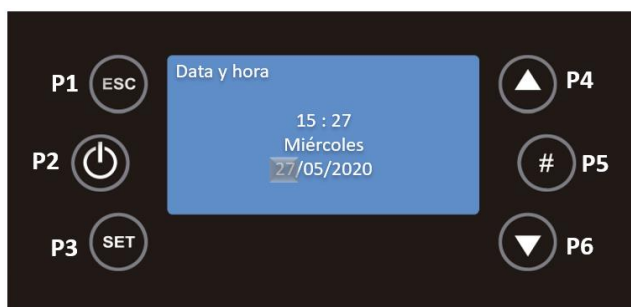 P1 ESC
P2
P3 SET
Data y hora
15 : 27
Miércoles
27/05/2020
P4
# P5
P6